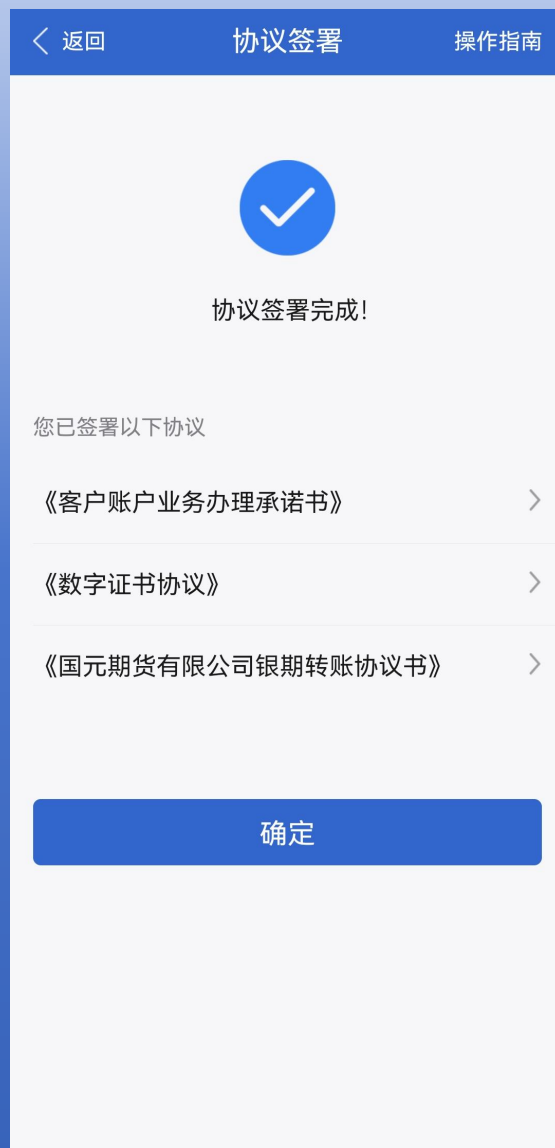 返回
协议签署
操作指南
协议签署完成!
您已签署以下协议
《客户账户业务办理承诺书》
《数字证书协议》
《国元期货有限公司银期转账协议书》
确定